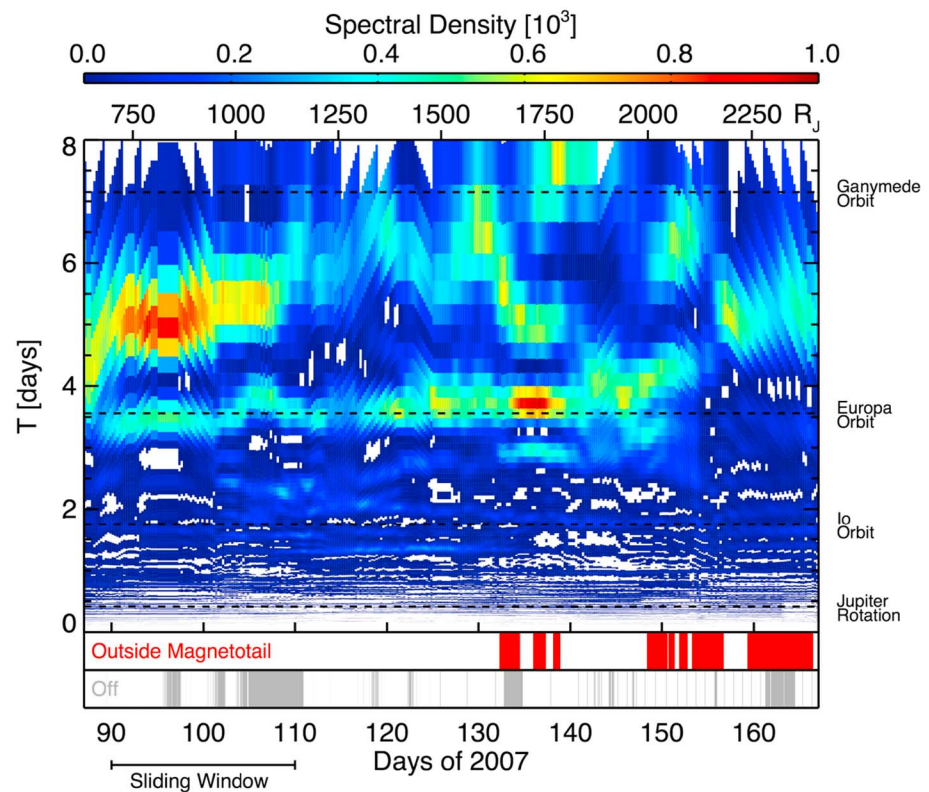 Spectral Density [10³]
0.0 0.2 0.4 0.6 0.8 1.0
750 1000 1250 1500 1750 2000 2250 R_J
8
Ganymede
Orbit
6
T [days]
4
Europa
Orbit
2
Io
Orbit
Jupiter
Rotation
0
Outside Magnetotail
Off
90 100 110 120 130 140 150 160
Days of 2007
Sliding Window